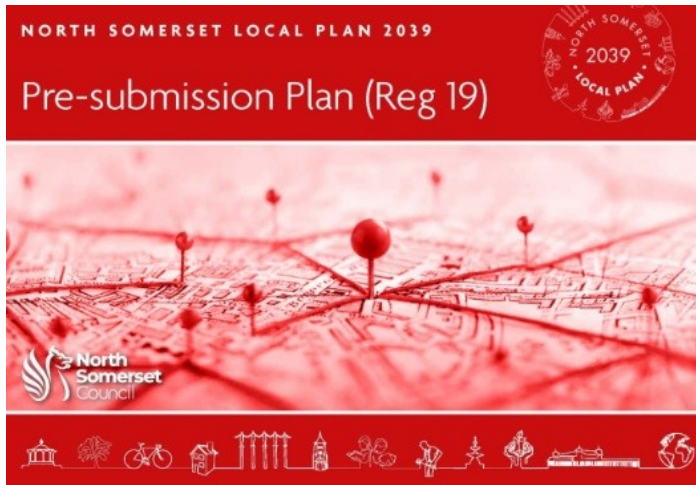 NORTH SOMERSET LOCAL PLAN 2039
Pre-submission Plan (Reg 19)
NORTH SOMERSET
2039
LOCAL PLAN
North
Somerset
Council